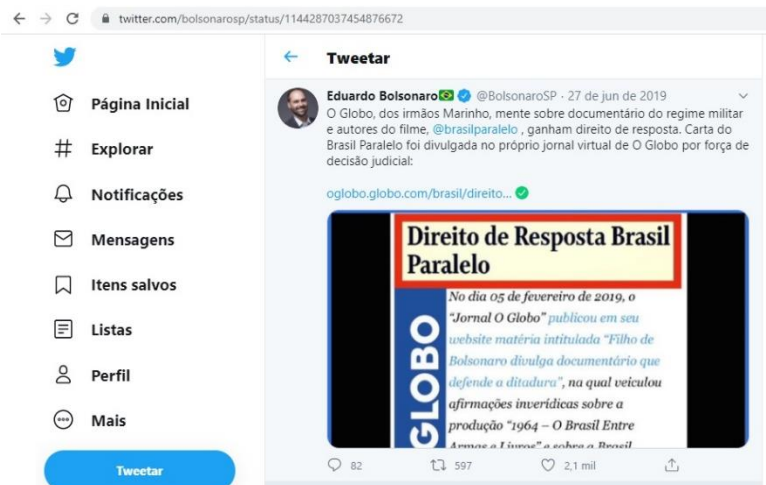 twitter.com/bolsonarosp/status/1144287037454876672
Tweetar
Página Inicial
Explorar
Notificações
Mensagens
Itens salvos
Listas
Perfil
Mais
Tweetar
Eduardo Bolsonaro @BolsonaroSP · 27 de jun de 2019
O Globo, dos irmãos Marinho, mente sobre documentário do regime militar
e autores do filme, @brasilparalelo , ganham direito de resposta. Carta do
Brasil Paralelo foi divulgada no próprio jornal virtual de O Globo por força de
decisão judicial:
oglobo.globo.com/brasil/direito...
Direito de Resposta Brasil
Paralelo
GLOBO
No dia 05 de fevereiro de 2019, o
“Jornal O Globo” publicou em seu
website matéria intitulada “Filho de
Bolsonaro divulga documentário que
defende a ditadura”, na qual veiculou
afirmações inverídicas sobre a
produção “1964 – O Brasil Entre
Armas e Livros” e sobre a Brasil
82 597 2,1 mil